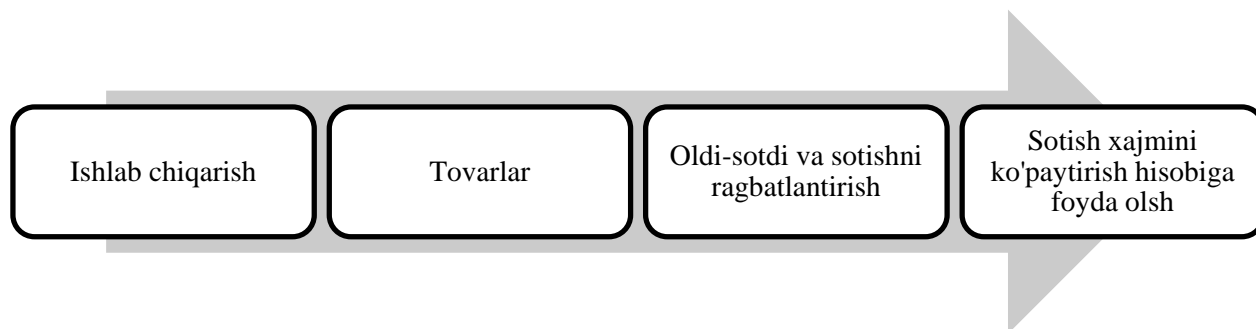 Ishlab chiqarish
Tovarlar
Oldi-sotdi va sotishni
ragbatlantirish
Sotish xajmini
ko'paytirish hisobiga
foyda olsh